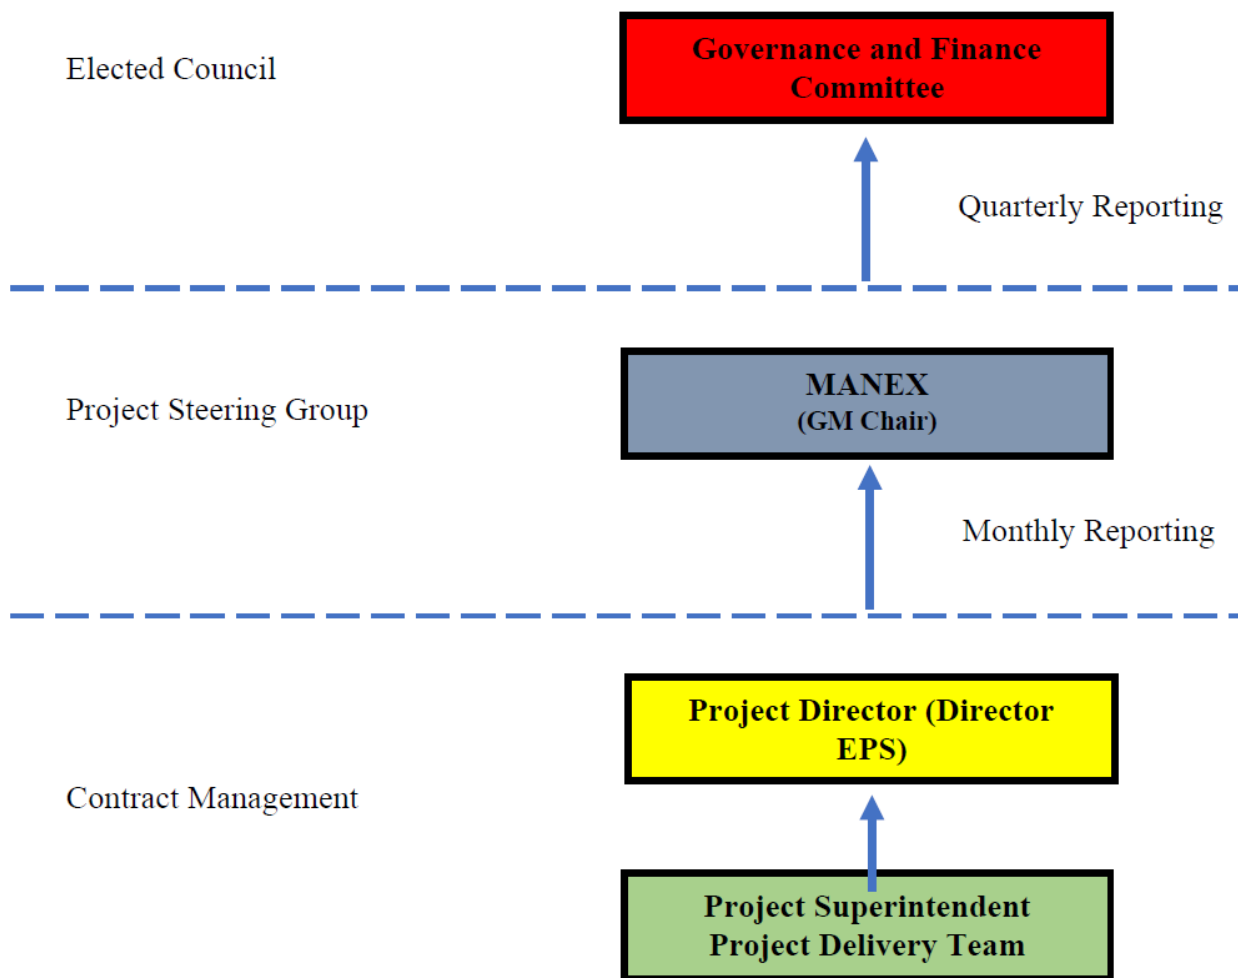 Elected Council
Governance and Finance
Committee
Quarterly Reporting
Project Steering Group
MANEX
(GM Chair)
Monthly Reporting
Contract Management
Project Director (Director
EPS)
Project Superintendent
Project Delivery Team